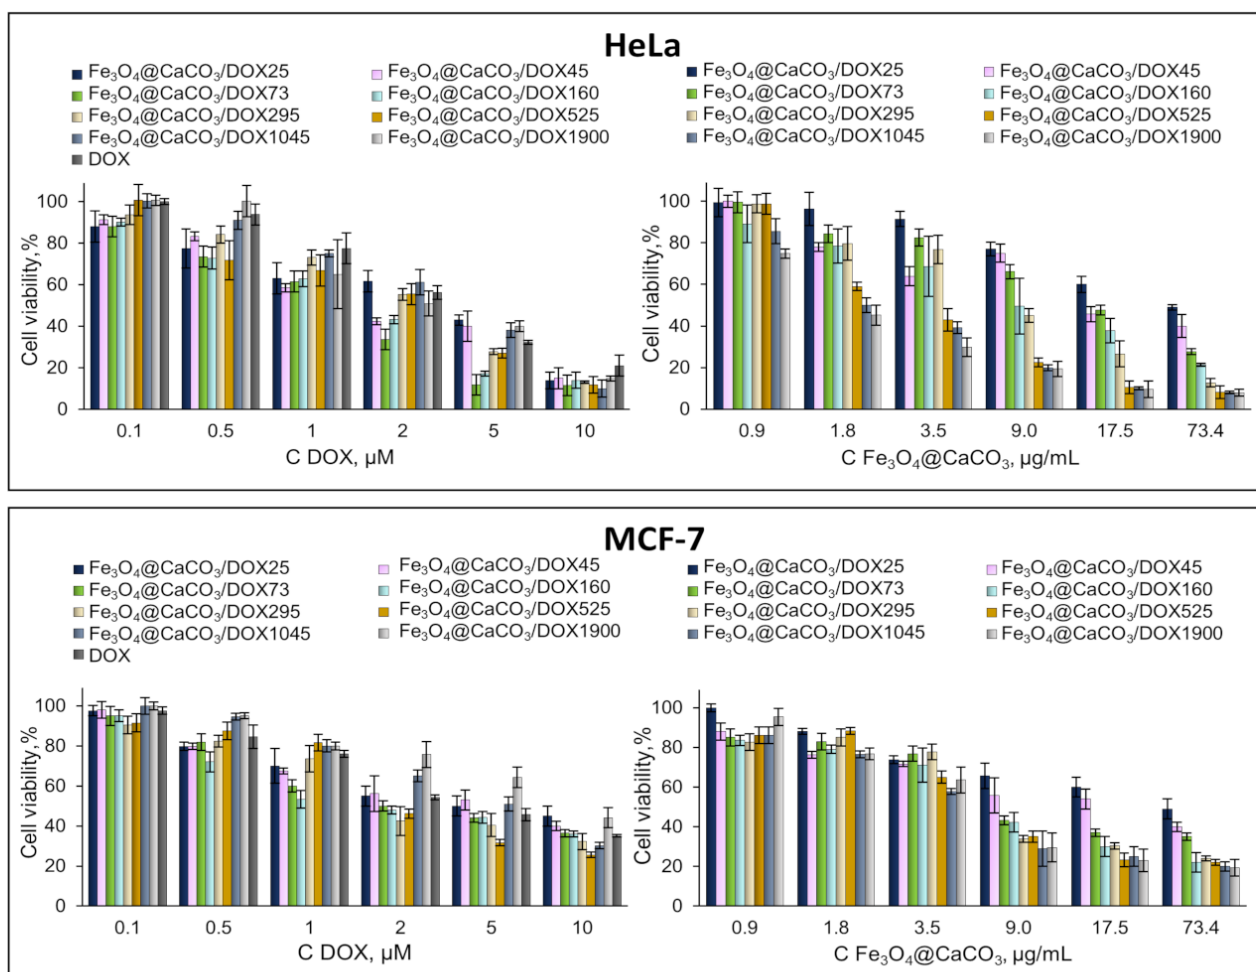 HeLa
Fe₃O₄@CaCO₃/DOX25
Fe₃O₄@CaCO₃/DOX45
Fe₃O₄@CaCO₃/DOX73
Fe₃O₄@CaCO₃/DOX160
Fe₃O₄@CaCO₃/DOX295
Fe₃O₄@CaCO₃/DOX525
Fe₃O₄@CaCO₃/DOX1045
Fe₃O₄@CaCO₃/DOX1900
DOX
Cell viability,%
100
80
60
40
20
0
0.1 0.5 1 2 5 10
C DOX, µM
Fe₃O₄@CaCO₃/DOX25
Fe₃O₄@CaCO₃/DOX45
Fe₃O₄@CaCO₃/DOX73
Fe₃O₄@CaCO₃/DOX160
Fe₃O₄@CaCO₃/DOX295
Fe₃O₄@CaCO₃/DOX525
Fe₃O₄@CaCO₃/DOX1045
Fe₃O₄@CaCO₃/DOX1900
Cell viability,%
100
80
60
40
20
0
0.9 1.8 3.5 9.0 17.5 73.4
C Fe₃O₄@CaCO₃, µg/mL
MCF-7
Fe₃O₄@CaCO₃/DOX25
Fe₃O₄@CaCO₃/DOX45
Fe₃O₄@CaCO₃/DOX73
Fe₃O₄@CaCO₃/DOX160
Fe₃O₄@CaCO₃/DOX295
Fe₃O₄@CaCO₃/DOX525
Fe₃O₄@CaCO₃/DOX1045
Fe₃O₄@CaCO₃/DOX1900
DOX
Cell viability,%
100
80
60
40
20
0
0.1 0.5 1 2 5 10
C DOX, µM
Fe₃O₄@CaCO₃/DOX25
Fe₃O₄@CaCO₃/DOX45
Fe₃O₄@CaCO₃/DOX73
Fe₃O₄@CaCO₃/DOX160
Fe₃O₄@CaCO₃/DOX295
Fe₃O₄@CaCO₃/DOX525
Fe₃O₄@CaCO₃/DOX1045
Fe₃O₄@CaCO₃/DOX1900
Cell viability,%
100
80
60
40
20
0
0.9 1.8 3.5 9.0 17.5 73.4
C Fe₃O₄@CaCO₃, µg/mL